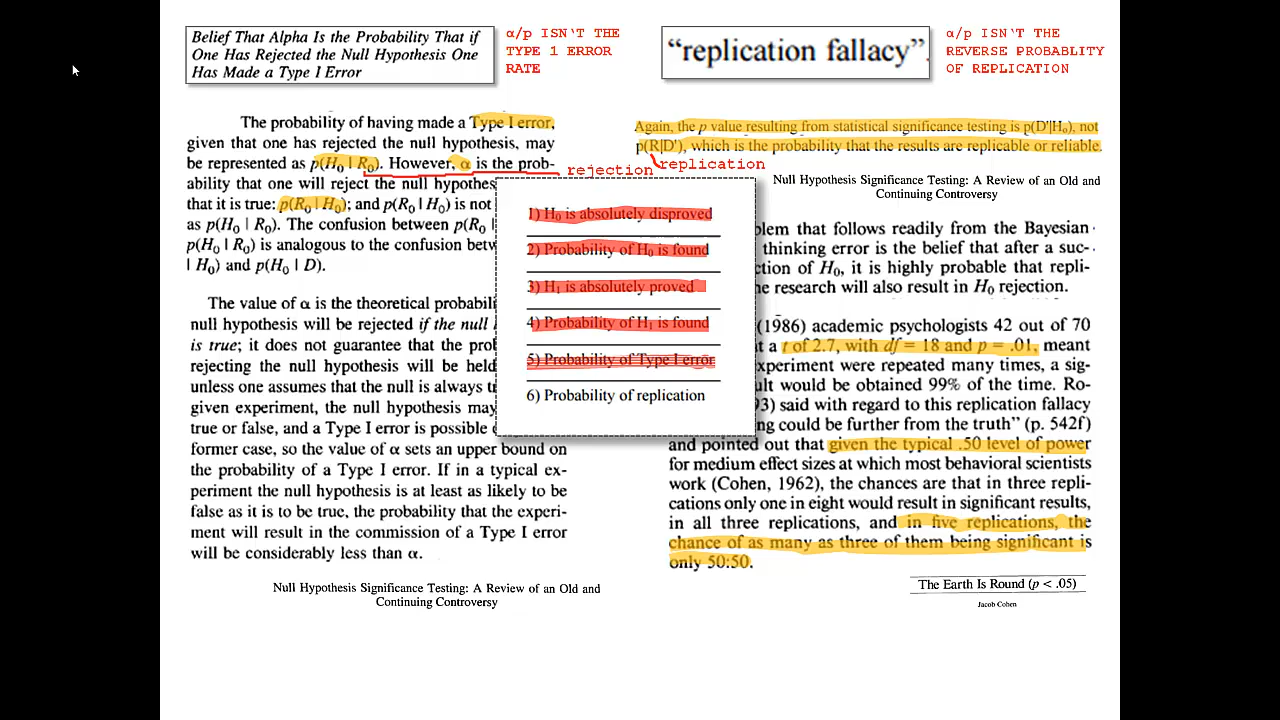 Belief That Alpha Is the Probability That if
One Has Rejected the Null Hypothesis One
Has Made a Type I Error
α/p ISN'T THE
TYPE 1 ERROR
RATE
“replication fallacy”
α/p ISN'T THE
REVERSE PROBABLITY
OF REPLICATION
The probability of having made a Type I error,
given that one has rejected the null hypothesis, may
be represented as p(H0 | R0). However, α is the prob-
ability that one will reject the null hypothes
that it is true: p(R0 | H0); and p(R0 | H0) is not
as p(H0 | R0). The confusion between p(R0 |
p(H0 | R0) is analogous to the confusion betw
| H0) and p(H0 | D).
rejection
The value of α is the theoretical probabili
null hypothesis will be rejected if the null
is true; it does not guarantee that the prol
rejecting the null hypothesis will be held
unless one assumes that the null is always t
given experiment, the null hypothesis may
true or false, and a Type I error is possible
former case, so the value of α sets an upper bound on
the probability of a Type I error. If in a typical ex-
periment the null hypothesis is at least as likely to be
false as it is to be true, the probability that the experi-
ment will result in the commission of a Type I error
will be considerably less than α.
Null Hypothesis Significance Testing: A Review of an Old and
Continuing Controversy
1) H0 is absolutely disproved
2) Probability of H0 is found
3) H1 is absolutely proved
4) Probability of H1 is found
5) Probability of Type I error
6) Probability of replication
Again, the p value resulting from statistical significance testing is p(D'|H0), not
p(R|D'), which is the probability that the results are replicable or reliable.
replication
Null Hypothesis Significance Testing: A Review of an Old and
Continuing Controversy
blem that follows readily from the Bayesian
thinking error is the belief that after a suc-
ction of H0, it is highly probable that repli-
he research will also result in H0 rejection.
(1986) academic psychologists 42 out of 70
at a t of 2.7, with df = 18 and p = .01, meant
xperiment were repeated many times, a sig-
ult would be obtained 99% of the time. Ro-
93) said with regard to this replication fallacy
ng could be further from the truth” (p. 542f)
and pointed out that given the typical .50 level of power
for medium effect sizes at which most behavioral scientists
work (Cohen, 1962), the chances are that in three repli-
cations only one in eight would result in significant results,
in all three replications, and in five replications, the
chance of as many as three of them being significant is
only 50:50.
The Earth Is Round (p < .05)
Jacob Cohen